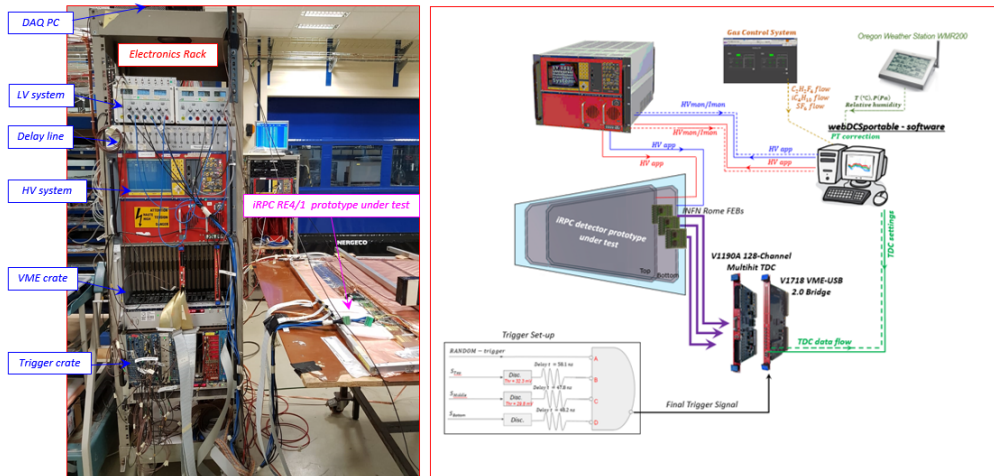 DAQ PC
Electronics Rack
LV system
Delay line
HV system
VME crate
Trigger crate
iRPC RE4/1 prototype under test
NERGECO
Gas Control System
Oregon Weather Station WMR200
C₂H₂F₄ flow
iC₄H₁₀ flow
SF₆ flow
T (°C), P(Pa)
Relative humidity
webDCSportable - software
PT correction
HVmon/Imon
HVmon/Imon
HV app
HV app
HV app
HV app
INFN Rome FEBs
iRPC detector prototype
under test
Top
Bottom
V1190A 128-Channel
Multihit TDC
V1718 VME-USB
2.0 Bridge
TDC settings
TDC data flow
Trigger Set-up
RANDOM - trigger
A
Disc.
B
Disc.
C
Disc.
D
Final Trigger Signal